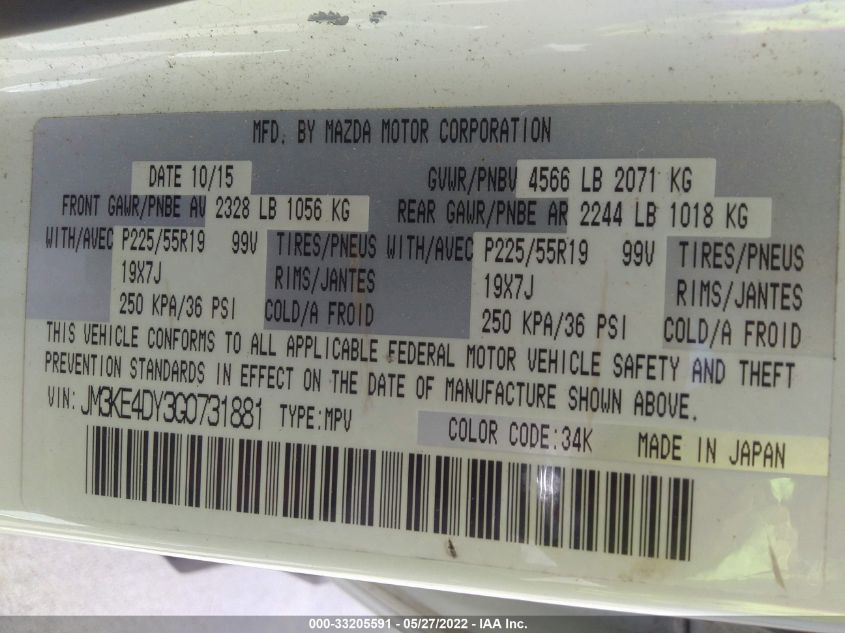 MFD. BY MAZDA MOTOR CORPORATION
DATE 10/15 GVWR/PNBV 4566 LB 2071 KG
FRONT GAWR/PNBE AV 2328 LB 1056 KG REAR GAWR/PNBE AR 2244 LB 1018 KG
WITH/AVEC P225/55R19 99V TIRES/PNEUS WITH/AVEC P225/55R19 99V TIRES/PNEUS
19X7J RIMS/JANTES 19X7J RIMS/JANTES
250 KPA/36 PSI COLD/A FROID 250 KPA/36 PSI COLD/A FROID
THIS VEHICLE CONFORMS TO ALL APPLICABLE FEDERAL MOTOR VEHICLE SAFETY AND THEFT
PREVENTION STANDARDS IN EFFECT ON THE DATE OF MANUFACTURE SHOWN ABOVE.
VIN: JM3KE4DY3G0731881 TYPE:MPV COLOR CODE:34K MADE IN JAPAN
000-33205591 - 05/27/2022 - IAA Inc.